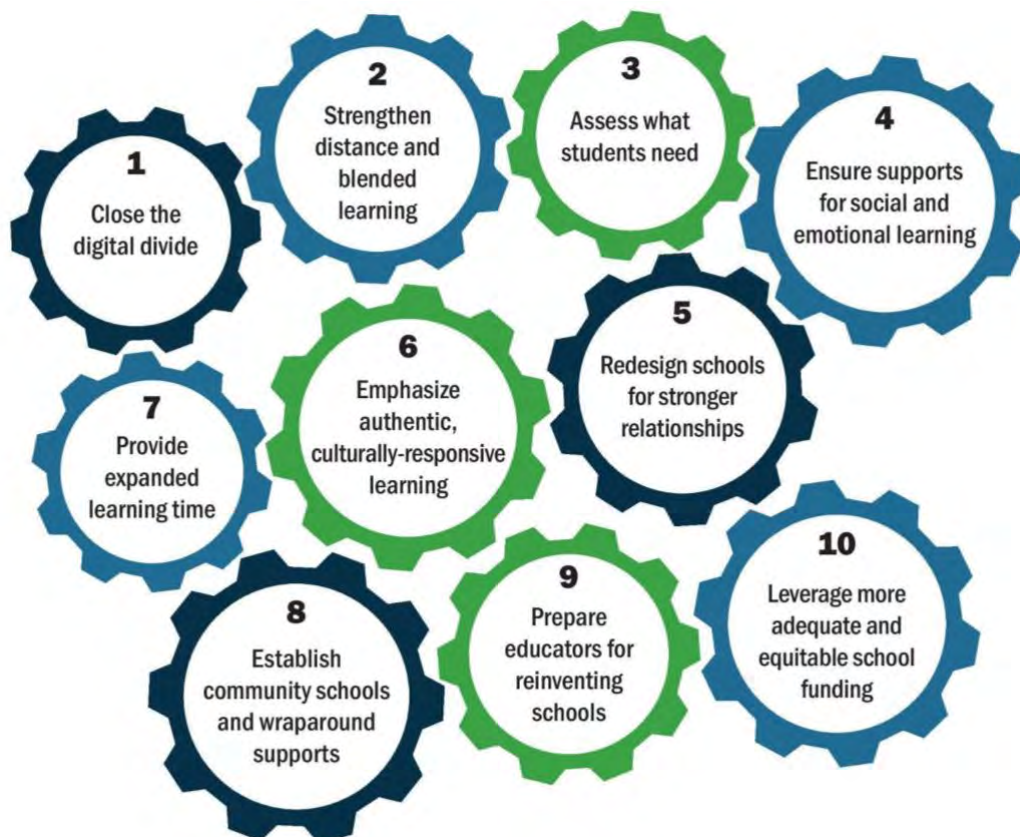 1
Close the
digital divide
2
Strengthen
distance and
blended
learning
3
Assess what
students need
4
Ensure supports
for social and
emotional learning
5
Redesign schools
for stronger
relationships
6
Emphasize
authentic,
culturally-responsive
learning
7
Provide
expanded
learning time
8
Establish
community schools
and wraparound
supports
9
Prepare
educators for
reinventing
schools
10
Leverage more
adequate and
equitable school
funding